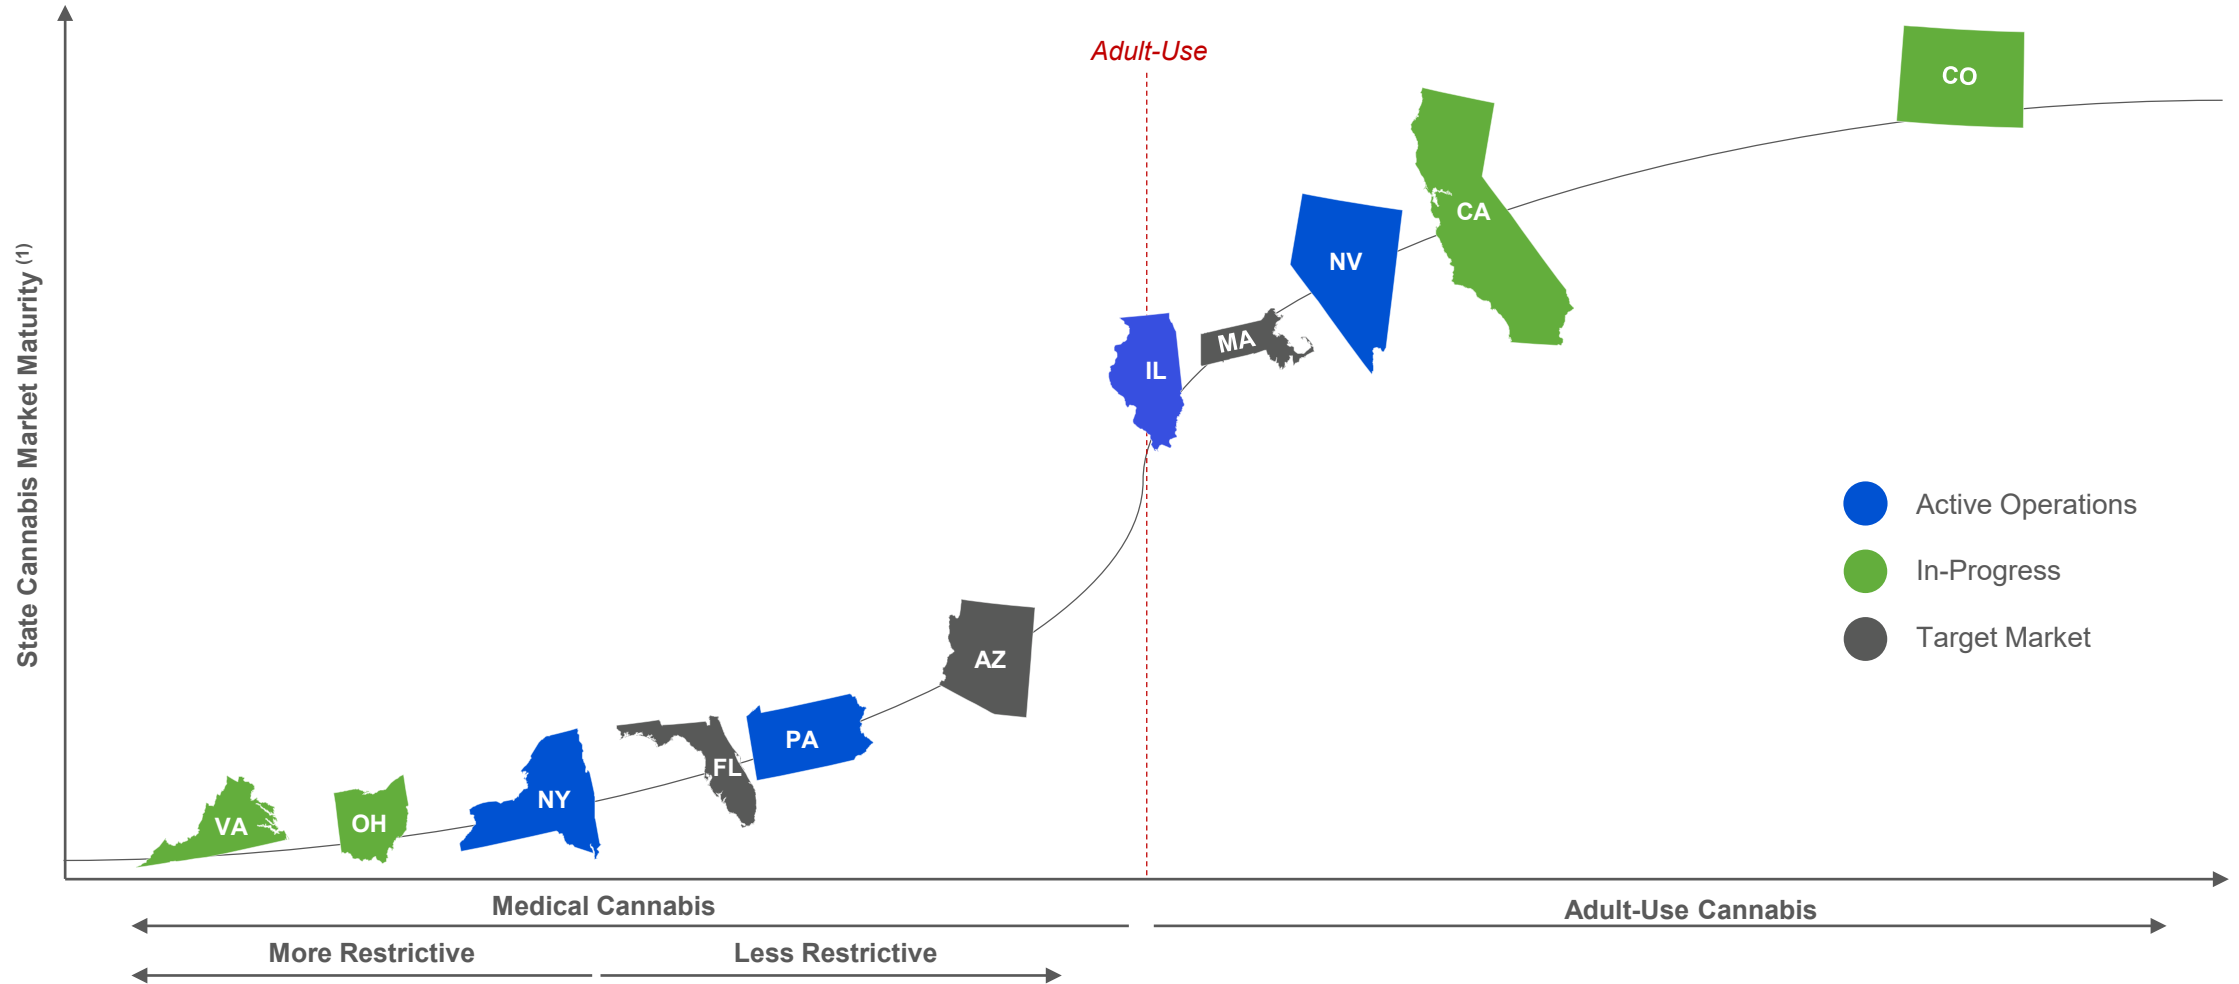 Adult-Use
CO
CA
NV
MA
IL
AZ
PA
FL
NY
OH
VA
State Cannabis Market Maturity (1)
Active Operations
In-Progress
Target Market
Medical Cannabis
Adult-Use Cannabis
More Restrictive
Less Restrictive